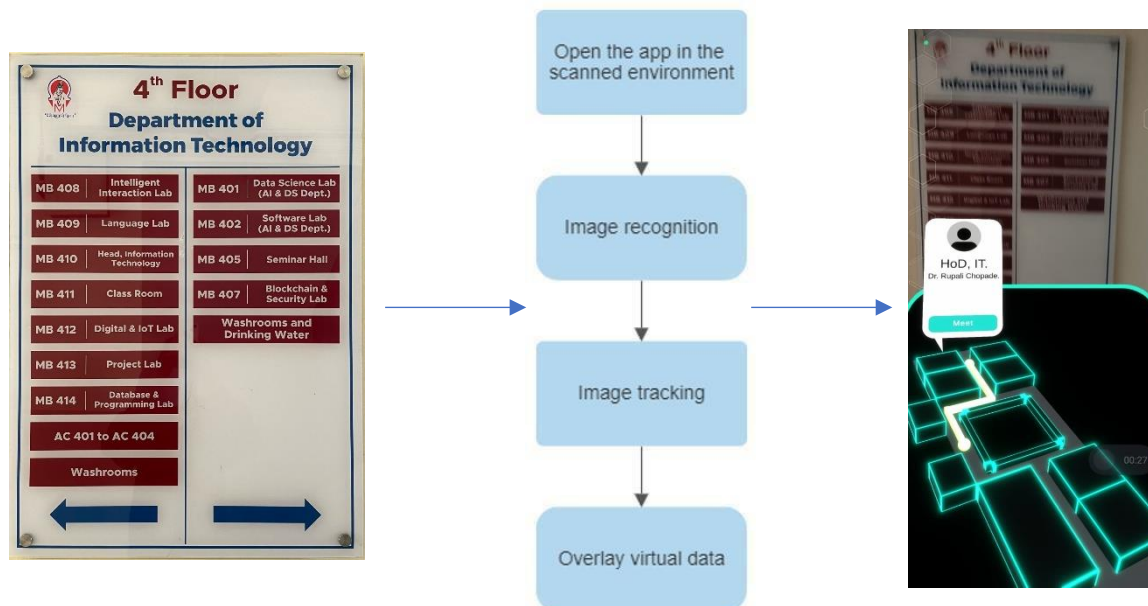 4th Floor
Department of
Information Technology
MB 408
Intelligent
Interaction Lab
MB 409
Language Lab
MB 410
Head, Information
Technology
MB 411
Class Room
MB 412
Digital & IoT Lab
MB 413
Project Lab
MB 414
Database &
Programming Lab
AC 401 to AC 404
Washrooms
MB 401
Data Science Lab
(AI & DS Dept.)
MB 402
Software Lab
(AI & DS Dept.)
MB 405
Seminar Hall
MB 407
Blockchain &
Security Lab
Washrooms and
Drinking Water
Open the app in the
scanned environment
Image recognition
Image tracking
Overlay virtual data
4th Floor
Department of
Information Technology
HoD, IT.
Dr. Rupali Chopade.
Meet
00:27